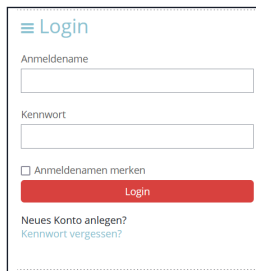 Login
Anmeldename
Kennwort
Anmeldenamen merken
Login
Neues Konto anlegen?
Kennwort vergessen?